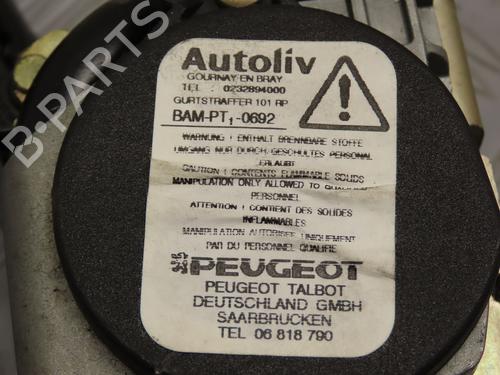 Autoliv
GOURNAY EN BRAY
TEL : 0232894000
GURTSTRAFFER 101 RP
BAM-PT1-0692
WARNUNG ! ENTHALT BRENNBARE STOFFE
UMGANG NUR DURCH GESCHULTES PERSONAL
ERLAUBT
CAUTION ! CONTENTS FLAMMABLE SOLIDS
MANIPULATION ONLY ALLOWED TO QUALIFIED
PERSONNEL
ATTENTION ! CONTIENT DES SOLIDES
INFLAMMABLES
MANIPULATION AUTORISEE UNIQUEMENT
PAR DU PERSONNEL QUALIFIE
PEUGEOT
PEUGEOT TALBOT
DEUTSCHLAND GMBH
SAARBRUCKEN
TEL 06 818 790
B-PARTS